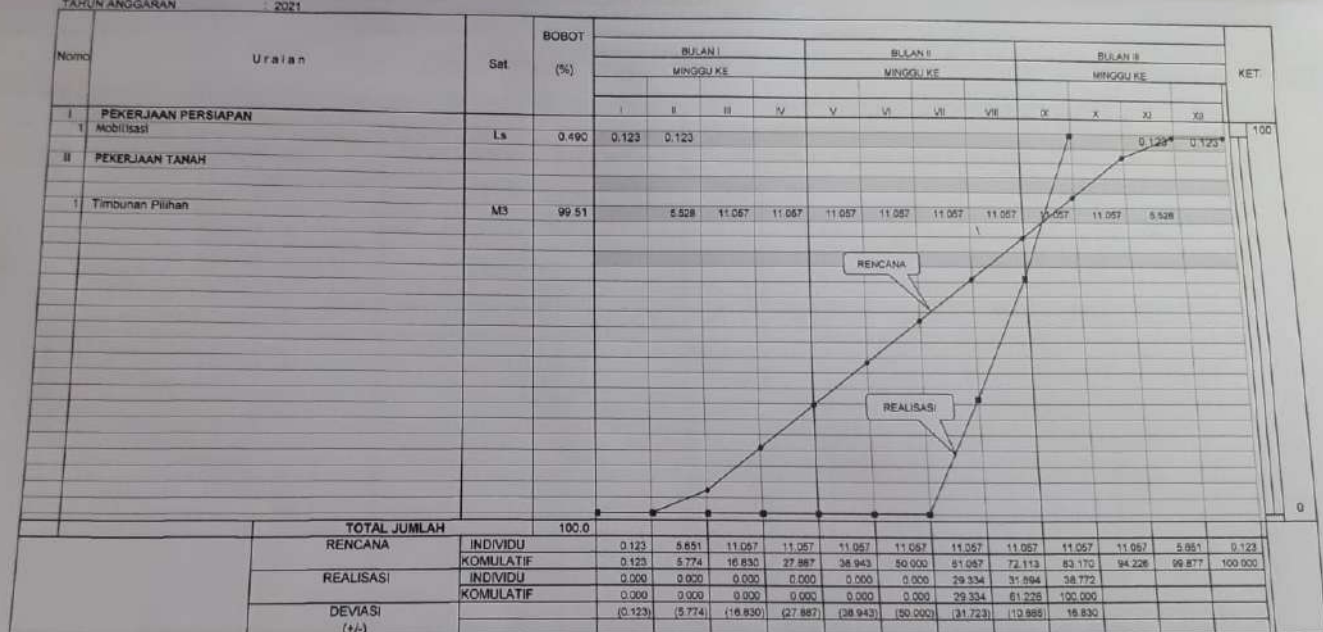 TAHUN ANGGARAN : 2021
Nomo Uraian Sat. BOBOT (%) BULAN I BULAN II BULAN III KET.
MINGGU KE MINGGU KE MINGGU KE
I II III IV V VI VII VIII IX X XI XII
I PEKERJAAN PERSIAPAN
1 Mobilisasi Ls 0.490 0.123 0.123 0.123 0.123 100
II PEKERJAAN TANAH
1 Timbunan Pilihan M3 99.51 5.528 11.057 11.057 11.057 11.057 11.057 11.057 11.057 11.057 5.528
RENCANA
REALISASI
0
TOTAL JUMLAH 100.0
RENCANA INDIVIDU 0.123 5.651 11.057 11.057 11.057 11.057 11.057 11.057 11.057 11.057 5.651 0.123
KOMULATIF 0.123 5.774 16.830 27.887 38.943 50.000 61.057 72.113 83.170 94.226 99.877 100.000
REALISASI INDIVIDU 0.000 0.000 0.000 0.000 0.000 0.000 29.334 31.894 38.772
KOMULATIF 0.000 0.000 0.000 0.000 0.000 0.000 29.334 61.228 100.000
DEVIASI (0.123) (5.774) (16.830) (27.887) (38.943) (50.000) (31.723) (10.885) 16.830
(+/-)